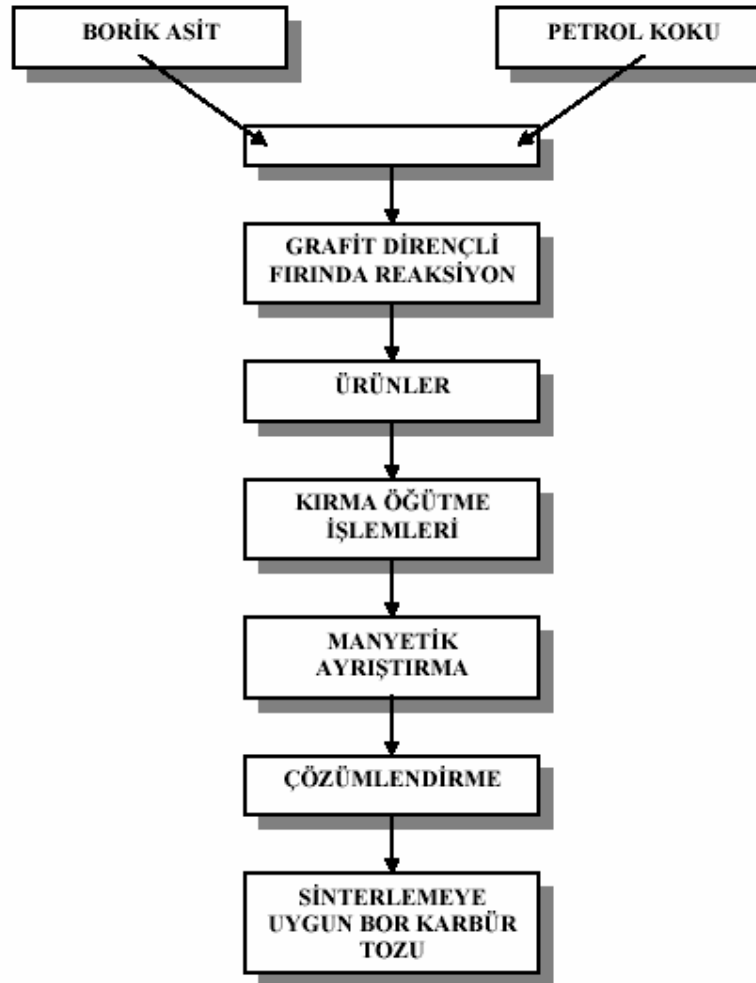 BORİK ASİT
PETROL KOKU
GRAFİT DİRENÇLİ
FIRINDA REAKSİYON
ÜRÜNLER
KIRMA ÖĞÜTME
İŞLEMLERİ
MANYETİK
AYRIŞTIRMA
ÇÖZÜMLENDİRME
SİNTERLEMEYE
UYGUN BOR KARBÜR
TOZU